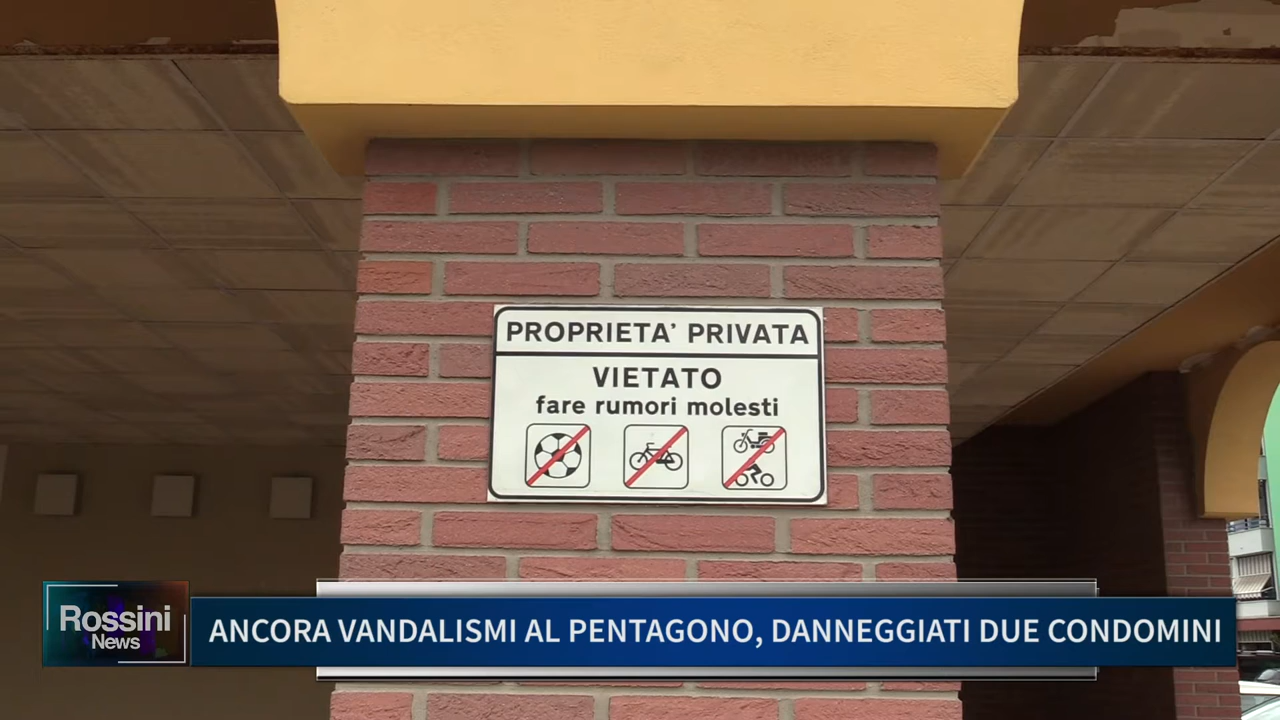 PROPRIETA' PRIVATA
VIETATO
fare rumori molesti
Rossini
News
ANCORA VANDALISMI AL PENTAGONO, DANNEGGIATI DUE CONDOMINI